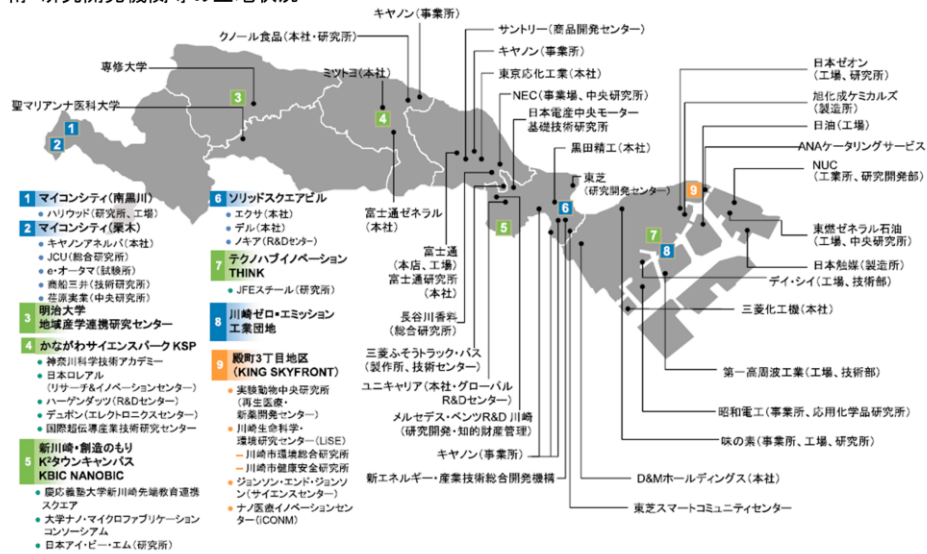 キヤノン（事業所）
クノール食品（本社・研究所）
サントリー（商品開発センター）
キヤノン（事業所）
専修大学
ミツトヨ（本社）
東京応化工業（本社）
聖マリアンナ医科大学
NEC（事業場、中央研究所）
日本電産中央モーター
基礎技術研究所
黒田精工（本社）
東芝
（研究開発センター）
日本ゼオン
（工場、研究所）
旭化成ケミカルズ
（製造所）
日油（工場）
ANAケータリングサービス
NUC
（工業所、研究開発部）
東燃ゼネラル石油
（工場、中央研究所）
日本触媒（製造所）
デイ・シイ（工場、技術部）
三菱化工機（本社）
第一高周波工業（工場、技術部）
昭和電工（事業所、応用化学品研究所）
味の素（事業所、工場、研究所）
D&Mホールディングス（本社）
東芝スマートコミュニティセンター
富士通ゼネラル
（本社）
富士通
（本店、工場）
富士通研究所
（本社）
長谷川香料
（総合研究所）
三菱ふそうトラック・バス
（製作所、技術センター）
ユニキャリア（本社・グローバル
R&Dセンター）
メルセデス・ベンツR&D 川崎
（研究開発・知的財産管理）
キヤノン（事業所）
新エネルギー・産業技術総合開発機構
1
2
3
4
5
6
7
8
9
1 マイコンシティ（南黒川）
ハリウッド（研究所、工場）
2 マイコンシティ（栗木）
キヤノンアネルバ（本社）
JCU（総合研究所）
e・オータマ（試験所）
商船三井（技術研究所）
荏原実業（中央研究所）
3 明治大学
地域産学連携研究センター
4 かながわサイエンスパーク KSP
神奈川科学技術アカデミー
日本ロレアル
（リサーチ&イノベーションセンター）
ハーゲンダッツ（R&Dセンター）
デュポン（エレクトロニクスセンター）
国際超伝導産業技術研究センター
5 新川崎・創造のもり
K²タウンキャンパス
KBIC NANOBIC
慶応義塾大学新川崎先端教育連携
スクエア
大学ナノ・マイクロファブリケーション
コンソーシアム
日本アイ・ビー・エム（研究所）
6 ソリッドスクエアビル
エクサ（本社）
デル（本社）
ノキア（R&Dセンター）
7 テクノハブイノベーション
THINK
JFEスチール（研究所）
8 川崎ゼロ・エミッション
工業団地
9 殿町3丁目地区
（KING SKYFRONT）
実験動物中央研究所
（再生医療・
新薬開発センター）
川崎生命科学・
環境研究センター（LiSE）
川崎市環境総合研究所
川崎市健康安全研究所
ジョンソン・エンド・ジョンソ
ン（サイエンスセンター）
ナノ医療イノベーションセン
ター（iCONM）